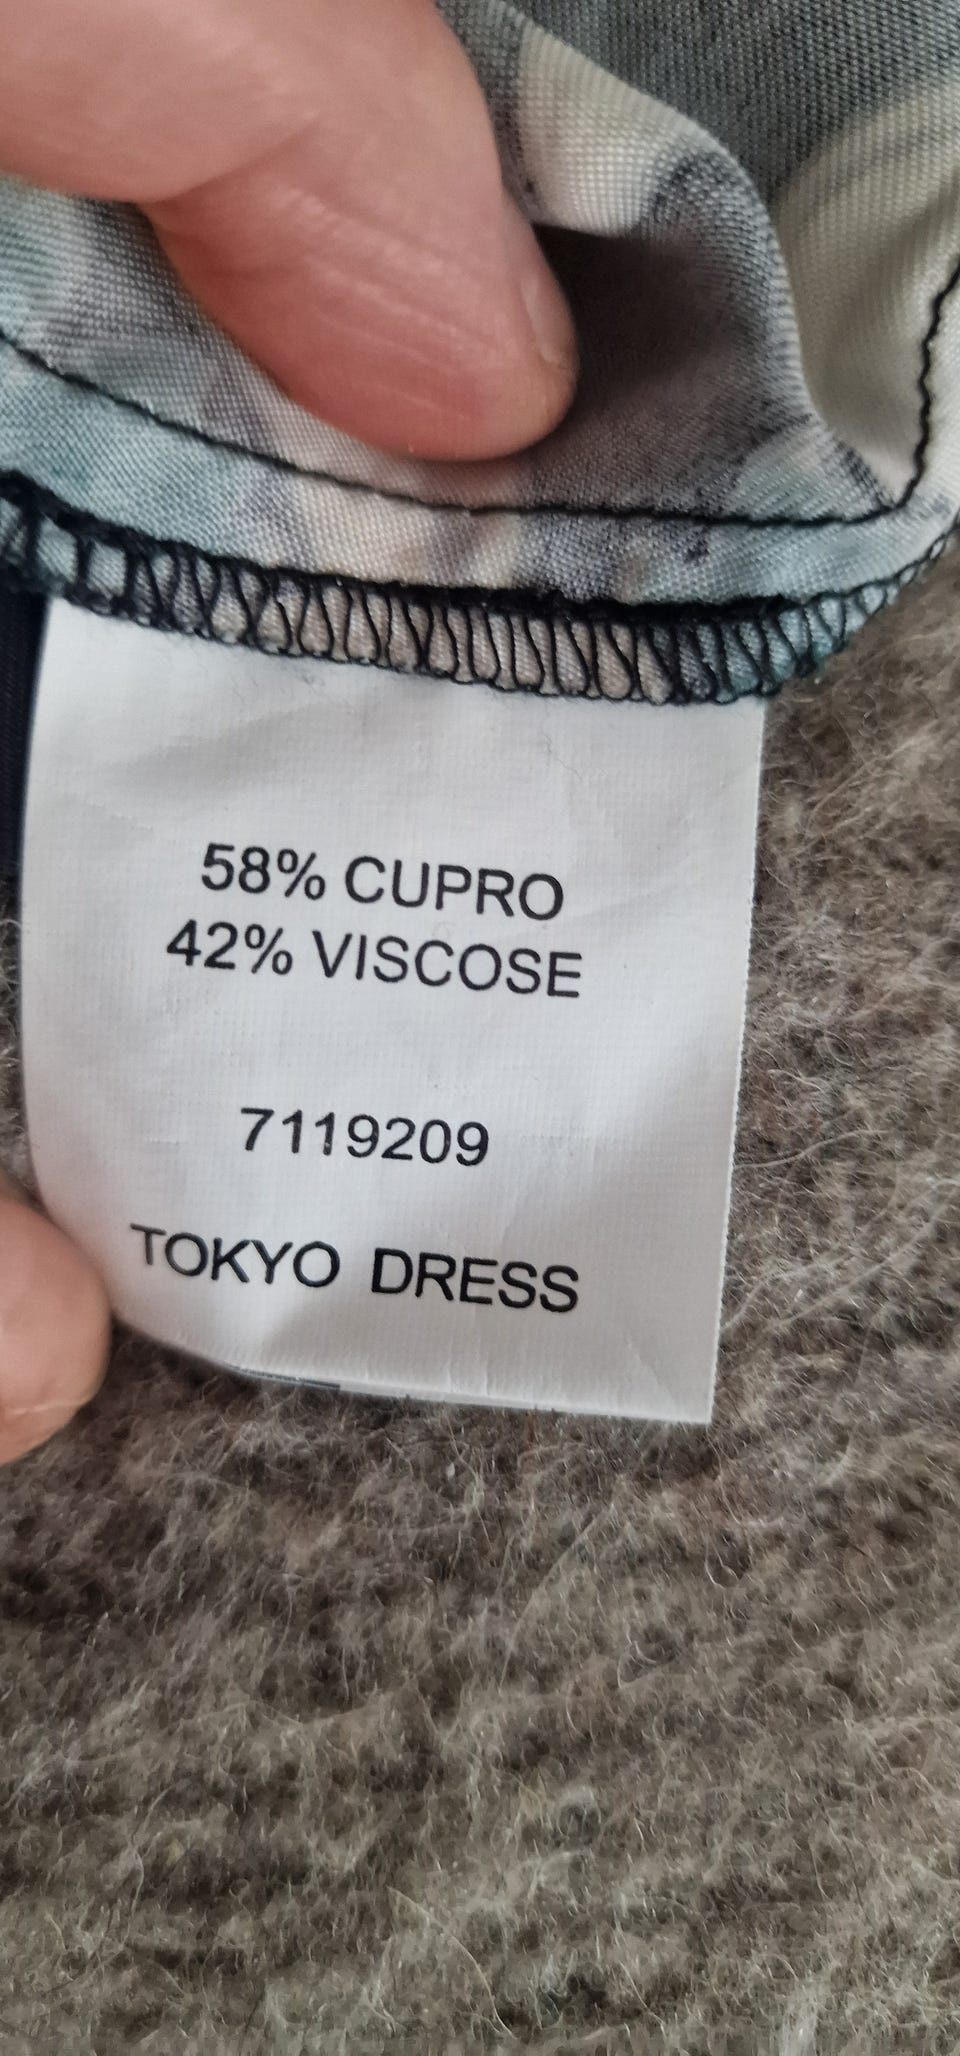 58% CUPRO
42% VISCOSE
7119209
TOKYO DRESS